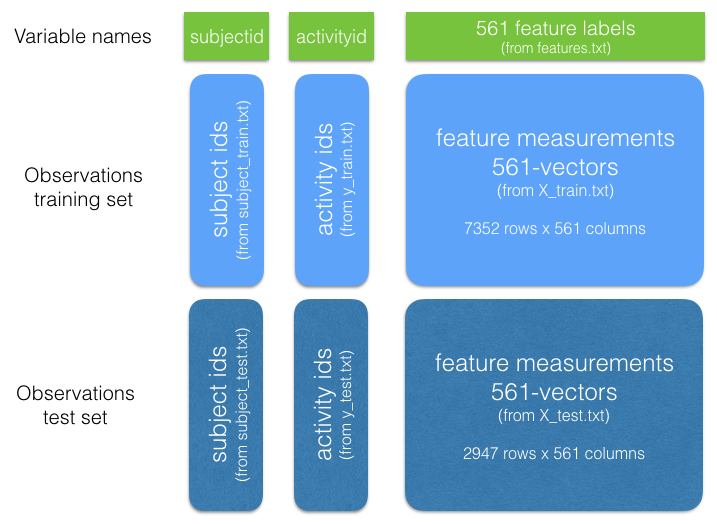 Variable names
subjectid
activityid
561 feature labels
(from features.txt)
Observations
training set
subject ids
(from subject_train.txt)
activity ids
(from y_train.txt)
feature measurements
561-vectors
(from X_train.txt)
7352 rows x 561 columns
Observations
test set
subject ids
(from subject_test.txt)
activity ids
(from y_test.txt)
feature measurements
561-vectors
(from X_test.txt)
2947 rows x 561 columns